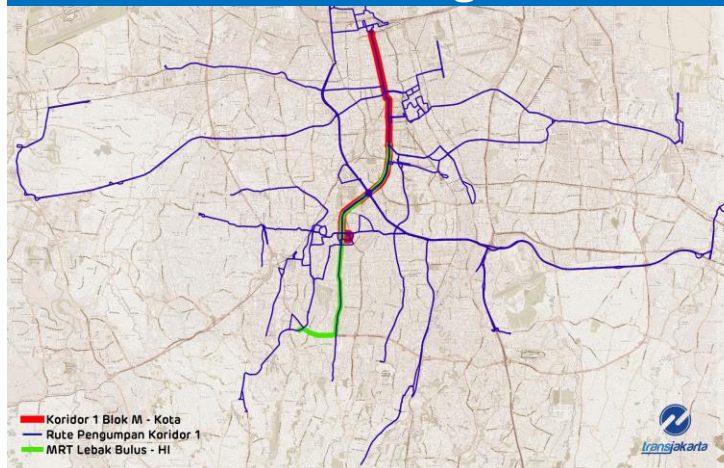 Koridor 1 Blok M - Kota
Rute Pengumpan Koridor 1
MRT Lebak Bulus - HI
transjakarta